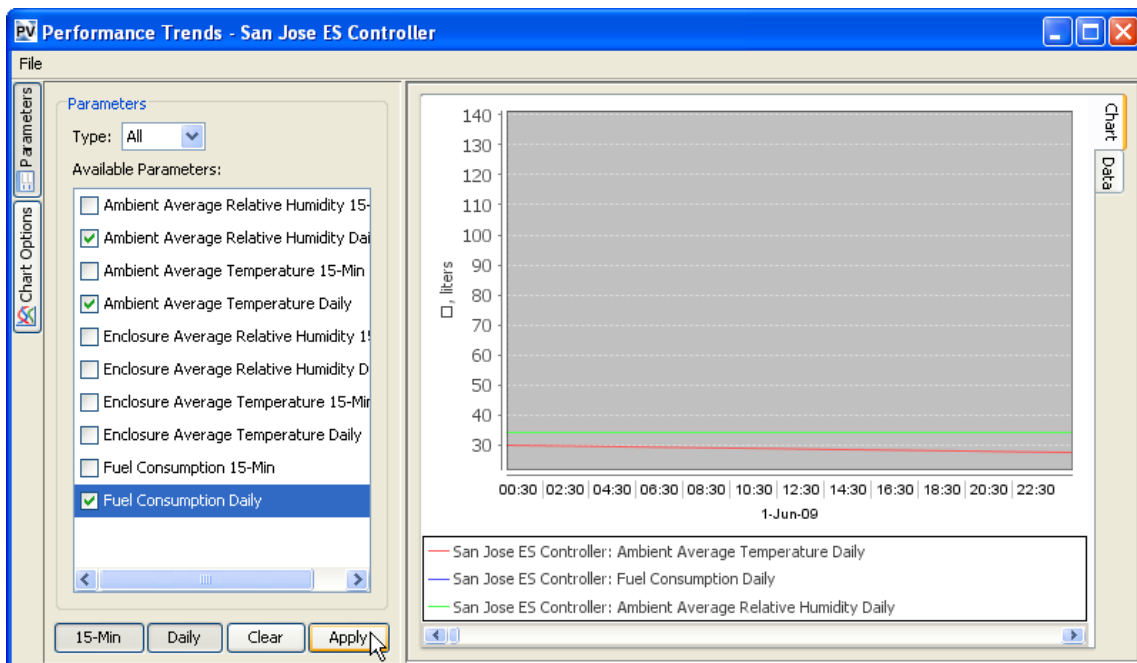 PV Performance Trends - San Jose ES Controller
File
Parameters
Chart Options
Parameters
Type: All
Available Parameters:
Ambient Average Relative Humidity 15-
Ambient Average Relative Humidity Dai
Ambient Average Temperature 15-Min
Ambient Average Temperature Daily
Enclosure Average Relative Humidity 15
Enclosure Average Relative Humidity D
Enclosure Average Temperature 15-Min
Enclosure Average Temperature Daily
Fuel Consumption 15-Min
Fuel Consumption Daily
15-Min Daily Clear Apply
140
130
120
110
100
90
80
70
60
50
40
30
□, liters
00:30 02:30 04:30 06:30 08:30 10:30 12:30 14:30 16:30 18:30 20:30 22:30
1-Jun-09
San Jose ES Controller: Ambient Average Temperature Daily
San Jose ES Controller: Fuel Consumption Daily
San Jose ES Controller: Ambient Average Relative Humidity Daily
Chart
Data